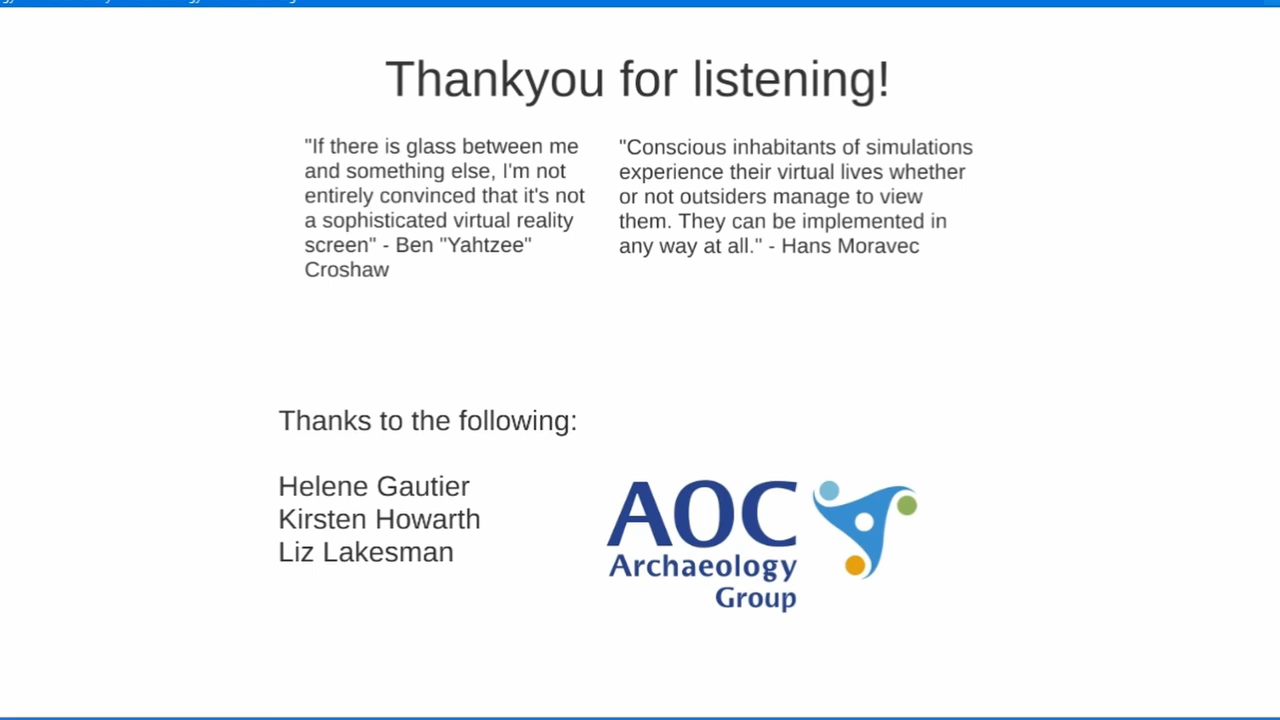 Thankyou for listening!
"If there is glass between me
and something else, I'm not
entirely convinced that it's not
a sophisticated virtual reality
screen" - Ben "Yahtzee"
Croshaw
"Conscious inhabitants of simulations
experience their virtual lives whether
or not outsiders manage to view
them. They can be implemented in
any way at all." - Hans Moravec
Thanks to the following:
Helene Gautier
Kirsten Howarth
Liz Lakesman
AOC
Archaeology
Group